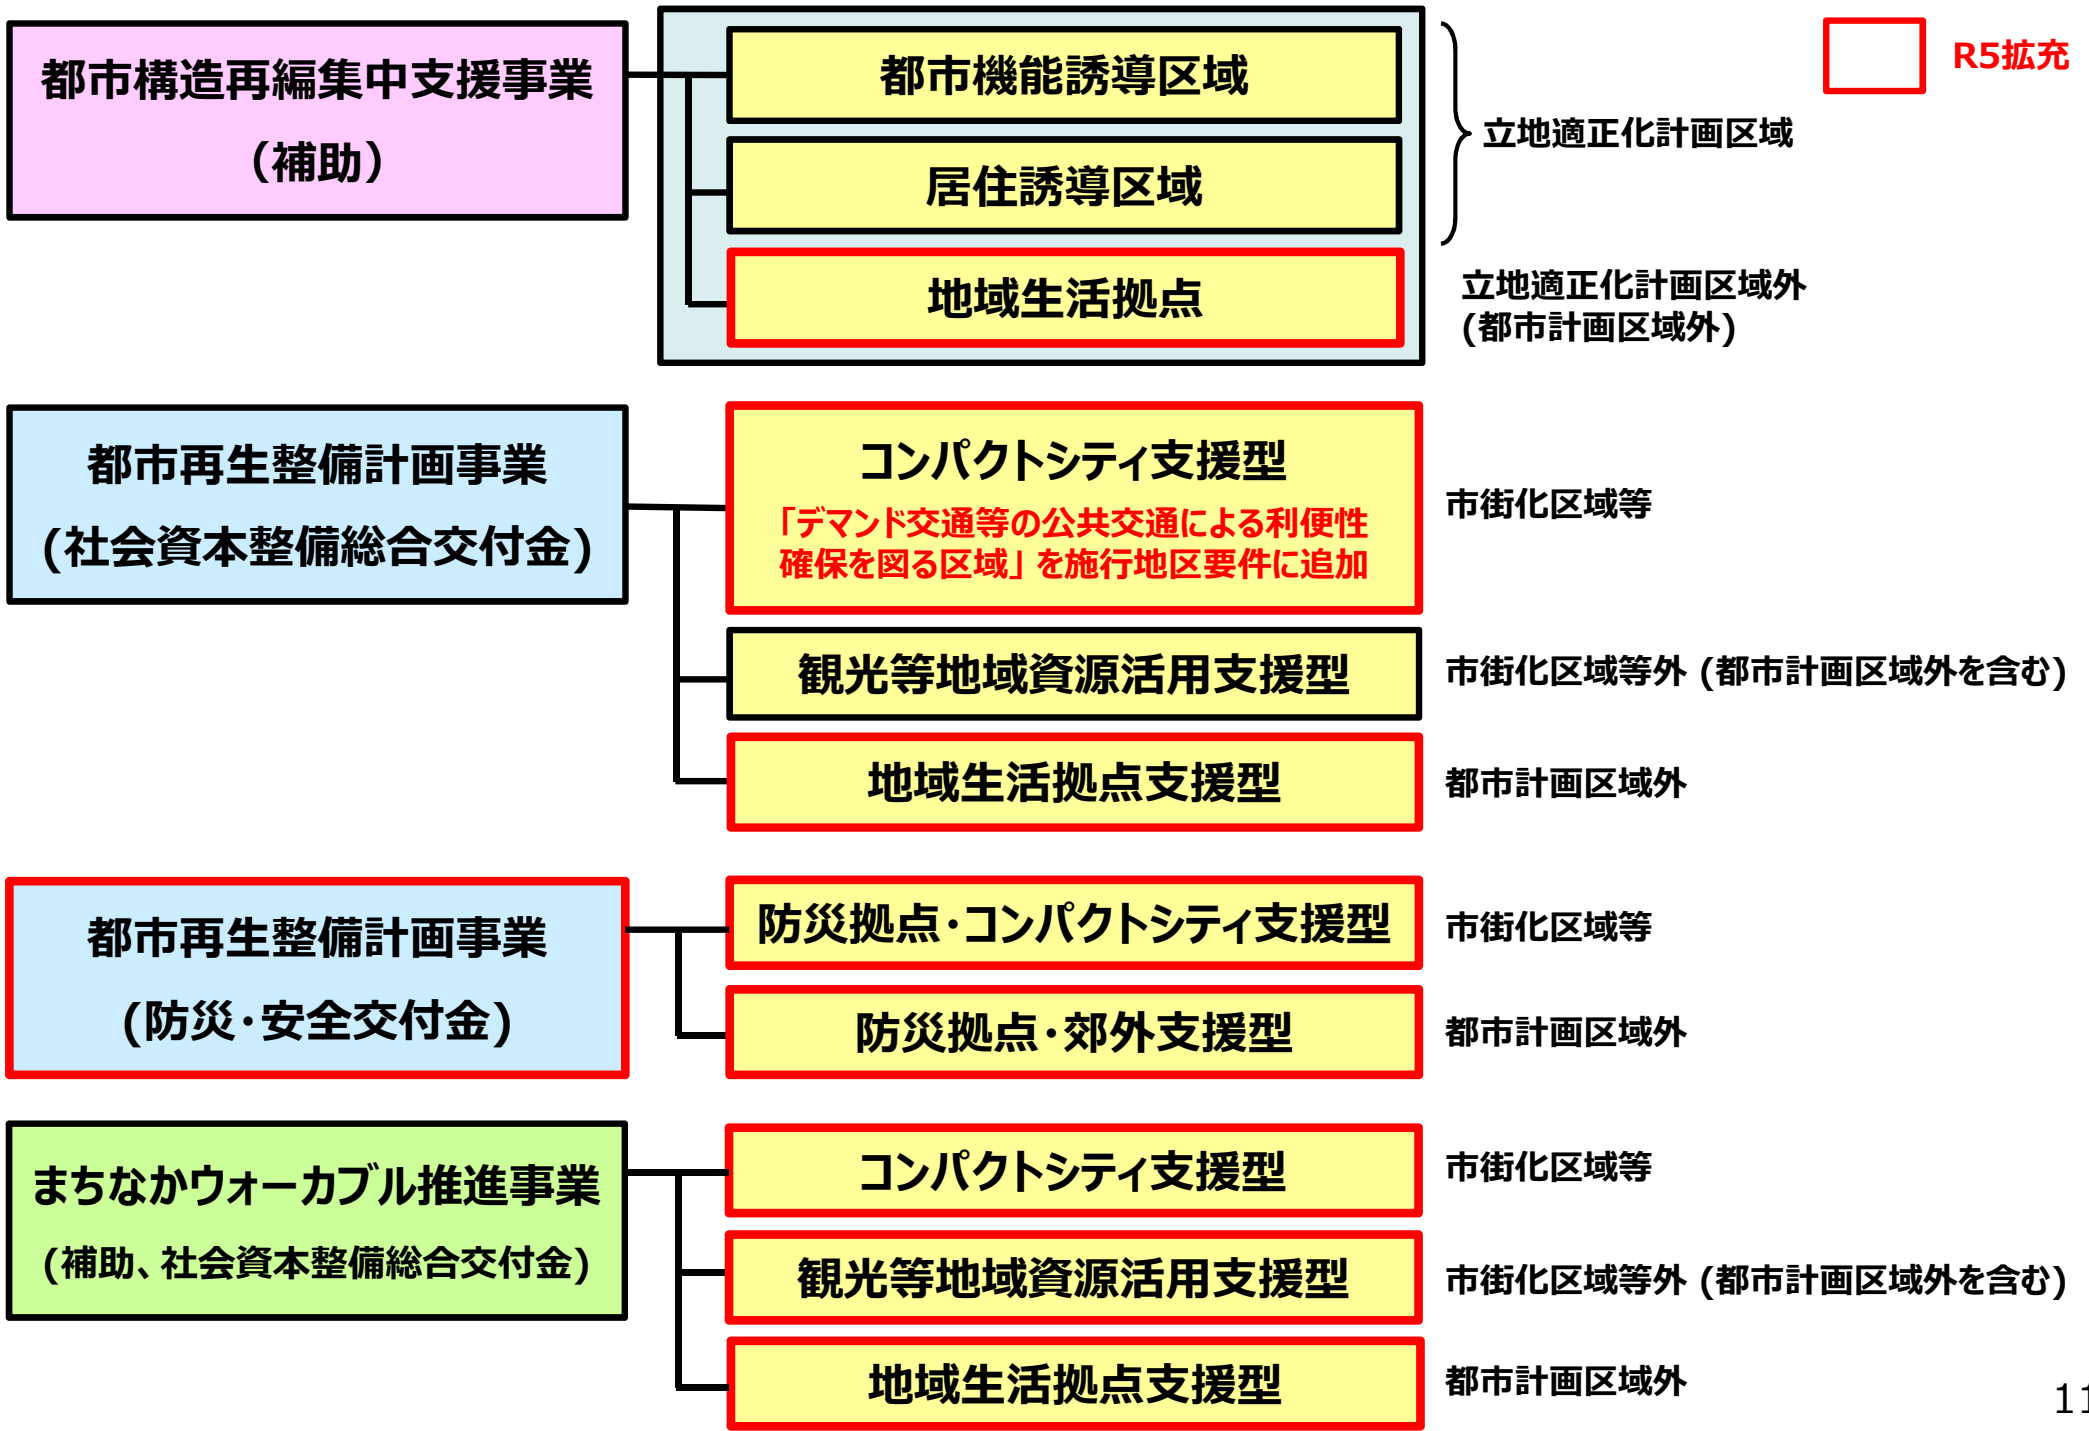 都市構造再編集中支援事業
（補助）
都市機能誘導区域
居住誘導区域
地域生活拠点
立地適正化計画区域
立地適正化計画区域外
(都市計画区域外)
R5拡充
都市再生整備計画事業
(社会資本整備総合交付金)
コンパクトシティ支援型
「デマンド交通等の公共交通による利便性
確保を図る区域」を施行地区要件に追加
市街化区域等
観光等地域資源活用支援型
市街化区域等外 (都市計画区域外を含む)
地域生活拠点支援型
都市計画区域外
都市再生整備計画事業
(防災・安全交付金)
防災拠点・コンパクトシティ支援型
市街化区域等
防災拠点・郊外支援型
都市計画区域外
まちなかウォーカブル推進事業
(補助、社会資本整備総合交付金)
コンパクトシティ支援型
市街化区域等
観光等地域資源活用支援型
市街化区域等外 (都市計画区域外を含む)
地域生活拠点支援型
都市計画区域外
11